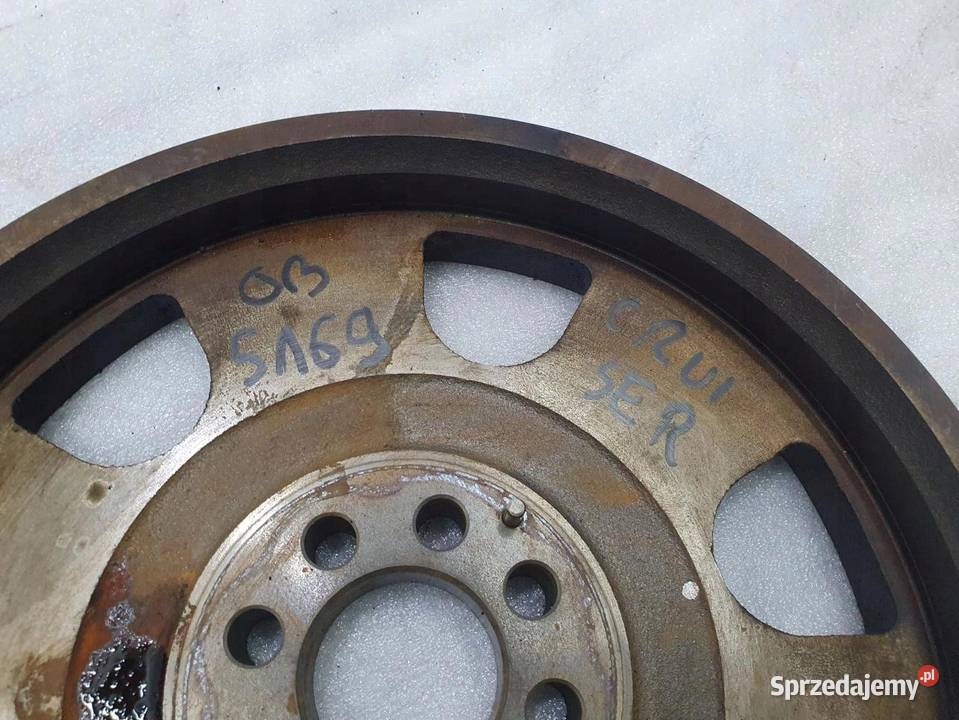 OB
5169
CRUI
SER
Sprzedajemy.pl